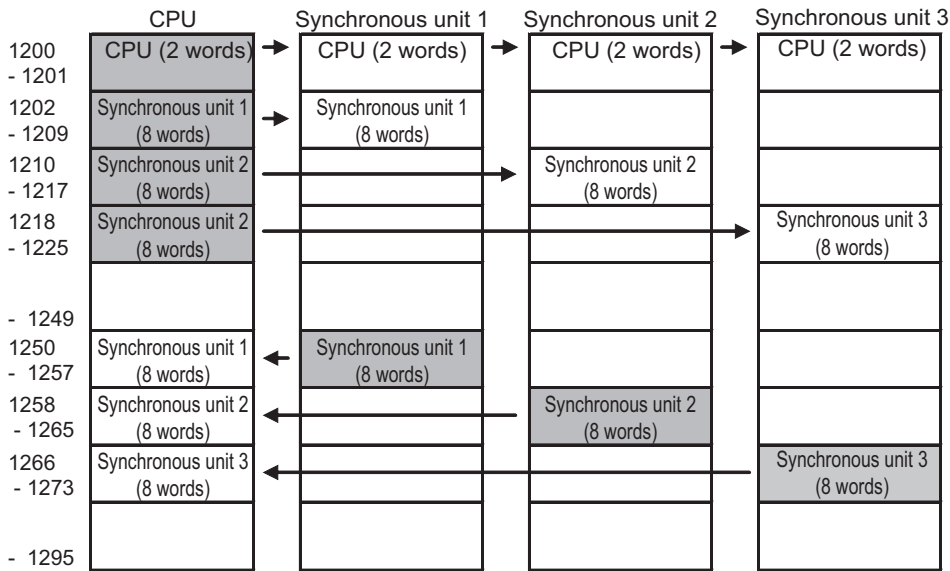 CPU Synchronous unit 1 Synchronous unit 2 Synchronous unit 3
1200 CPU (2 words) CPU (2 words) CPU (2 words) CPU (2 words)
- 1201
1202 Synchronous unit 1 Synchronous unit 1
- 1209 (8 words) (8 words)
1210 Synchronous unit 2 Synchronous unit 2
- 1217 (8 words) (8 words)
1218 Synchronous unit 2 Synchronous unit 3
- 1225 (8 words) (8 words)
- 1249
1250 Synchronous unit 1 Synchronous unit 1
- 1257 (8 words) (8 words)
1258 Synchronous unit 2 Synchronous unit 2
- 1265 (8 words) (8 words)
1266 Synchronous unit 3 Synchronous unit 3
- 1273 (8 words) (8 words)
- 1295